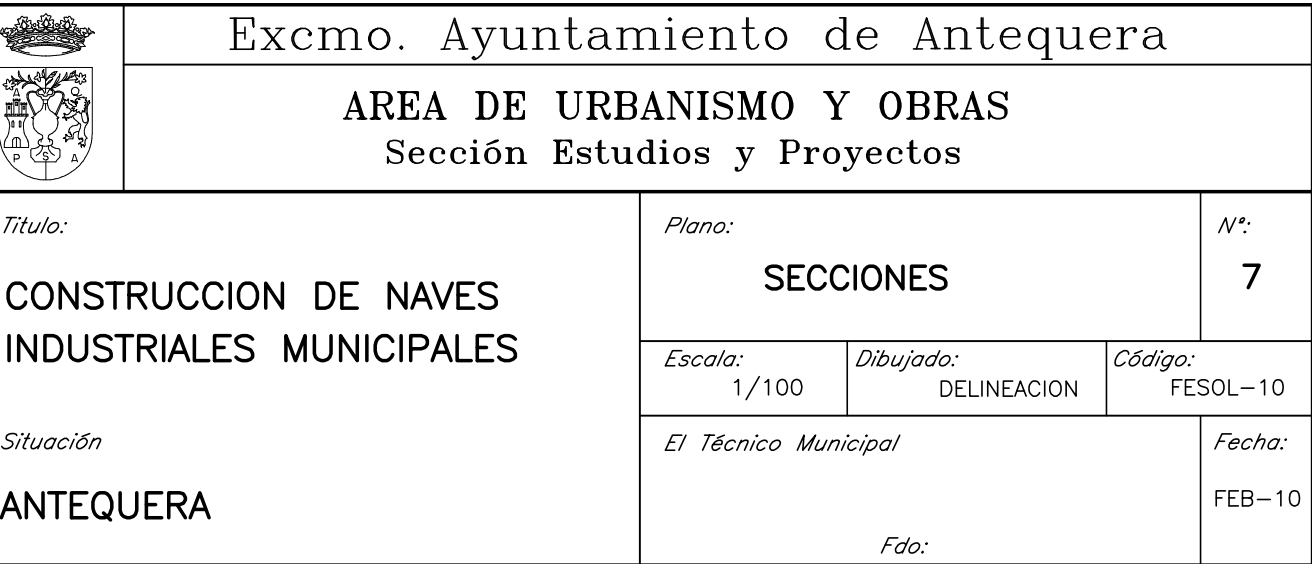 Excmo. Ayuntamiento de Antequera
AREA DE URBANISMO Y OBRAS
Sección Estudios y Proyectos
A
P S A
Titulo:
CONSTRUCCION DE NAVES
INDUSTRIALES MUNICIPALES
Situación
ANTEQUERA
Plano:
SECCIONES
Nº:
7
Escala:
1/100
Dibujado:
DELINEACION
Código:
FESOL-10
El Técnico Municipal
Fdo:
Fecha:
FEB-10